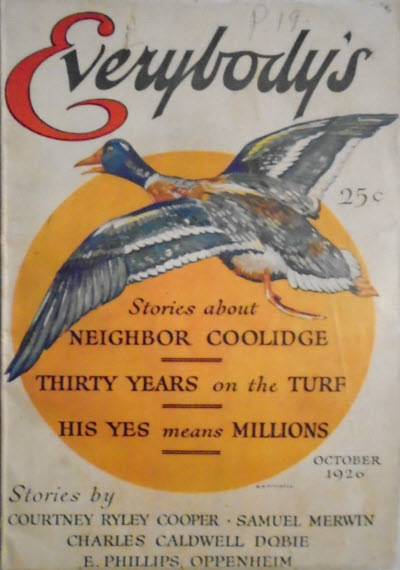 P 19
Everybody's
25¢
Stories about
NEIGHBOR COOLIDGE
THIRTY YEARS on the TURF
HIS YES means MILLIONS
OCTOBER
1926
Stories by
COURTNEY RYLEY COOPER · SAMUEL MERWIN
CHARLES CALDWELL DOBIE
E. PHILLIPS OPPENHEIM